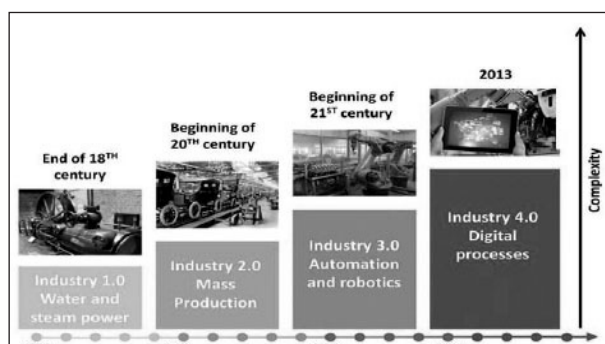 End of 18TH
century
Industry 1.0
Water and
steam power
Beginning of
20TH century
Industry 2.0
Mass
Production
Beginning of
21ST century
Industry 3.0
Automation
and robotics
2013
Industry 4.0
Digital
processes
Complexity